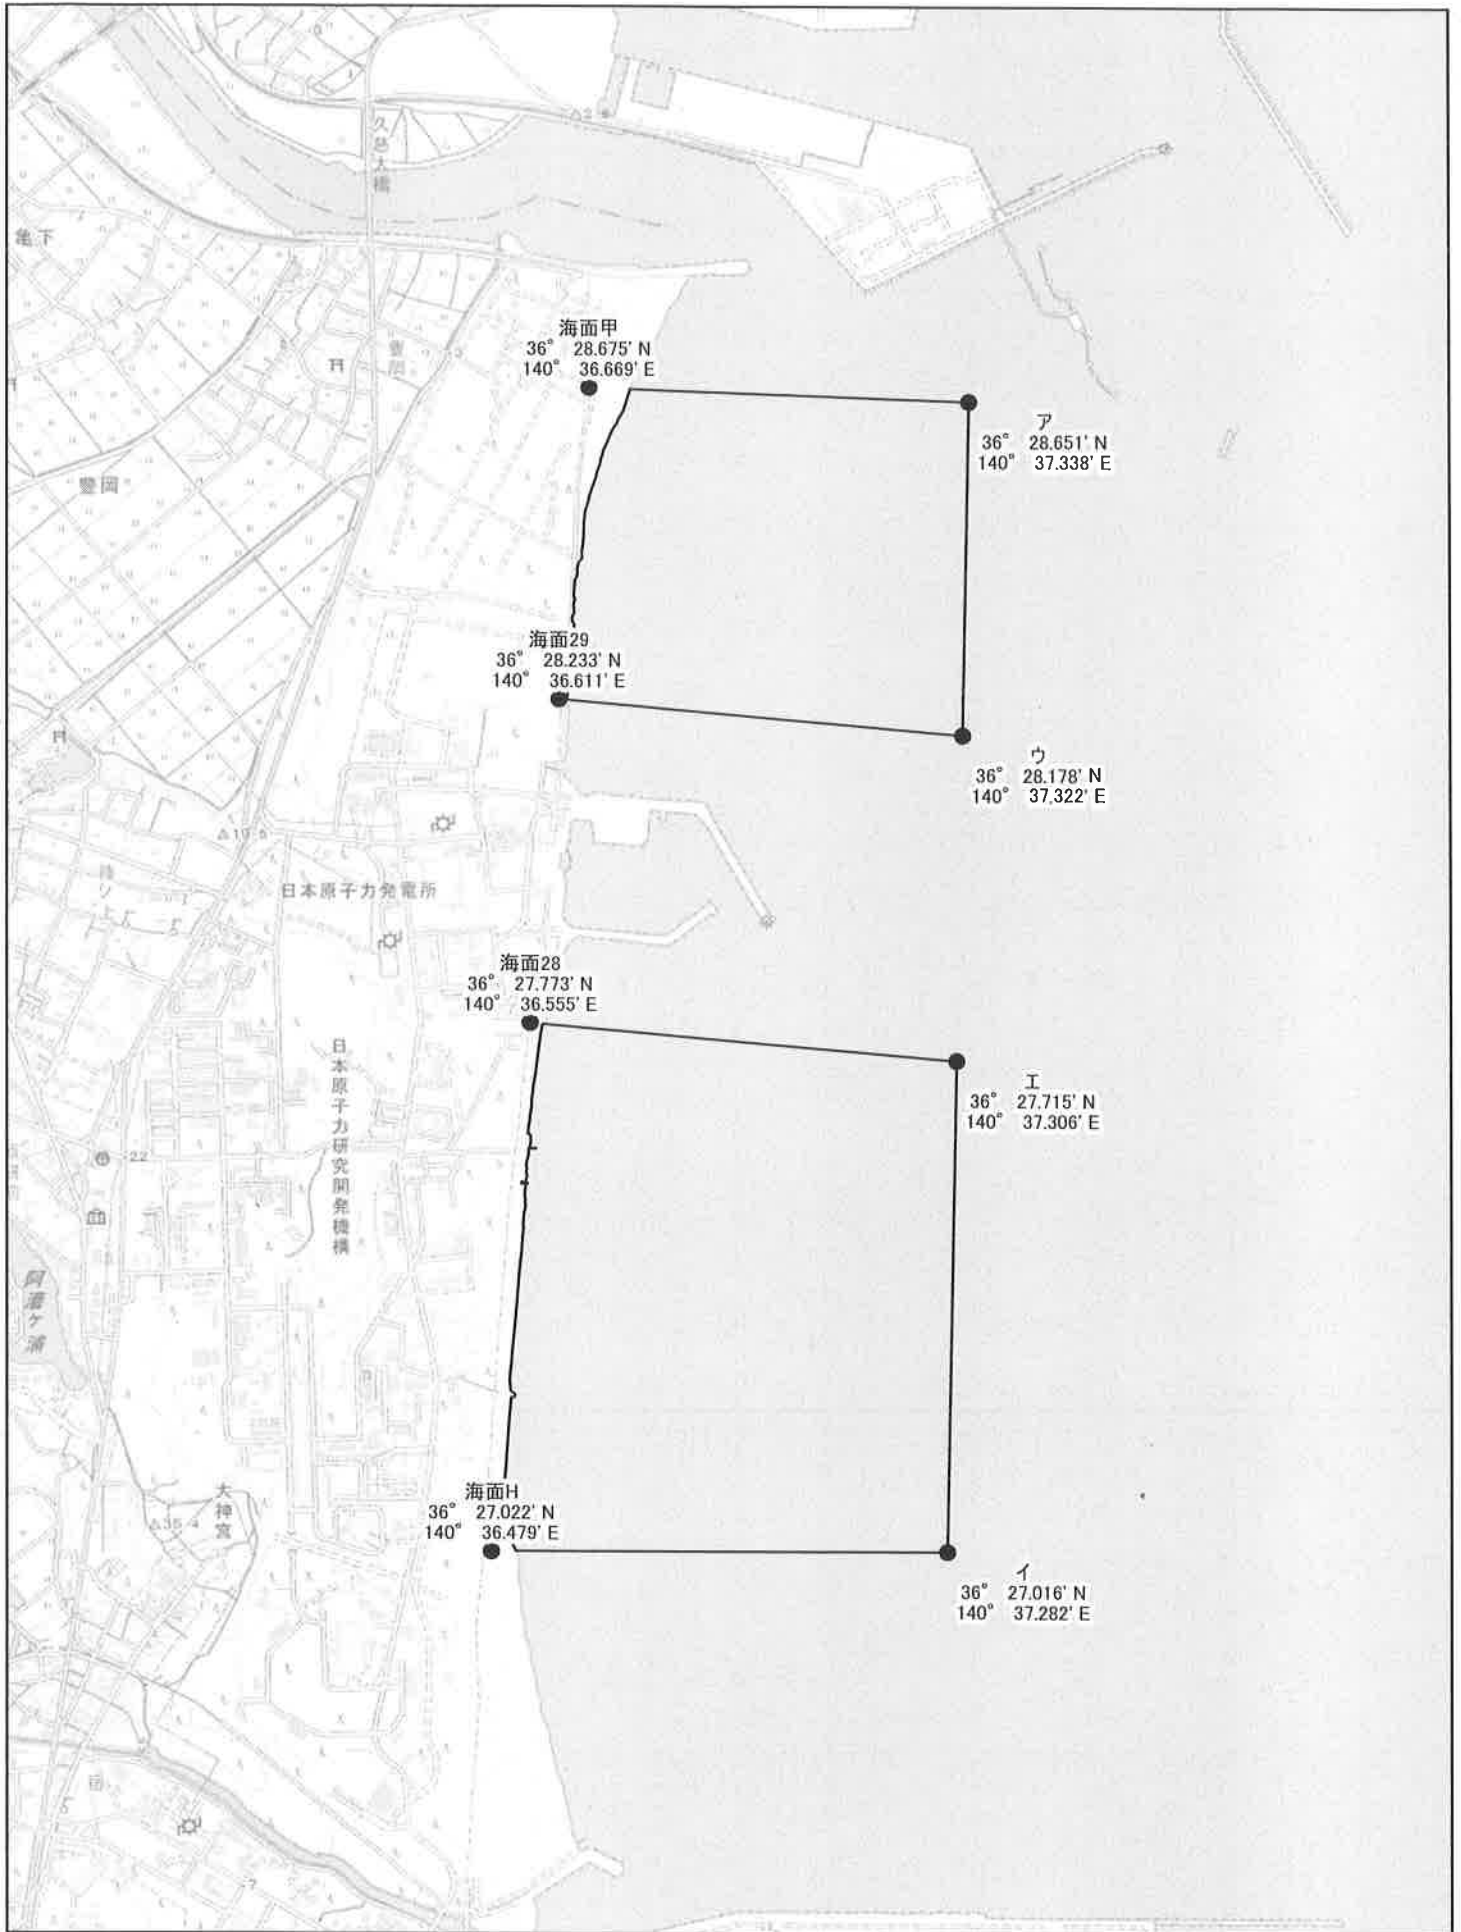 久慈大橋
亀下
海面甲
36° 28.675' N
140° 36.669' E
ア
36° 28.651' N
140° 37.338' E
豊岡
海面29
36° 28.233' N
140° 36.611' E
ウ
36° 28.178' N
140° 37,322' E
日本原子力発電所
海面28
36° 27.773' N
140° 36.555' E
エ
36° 27.715' N
140° 37.306' E
日本原子力研究開発機構
22
阿漕ヶ浦
海面H
36° 27.022' N
140° 36.479' E
大神宮
イ
36° 27.016' N
140° 37.282' E